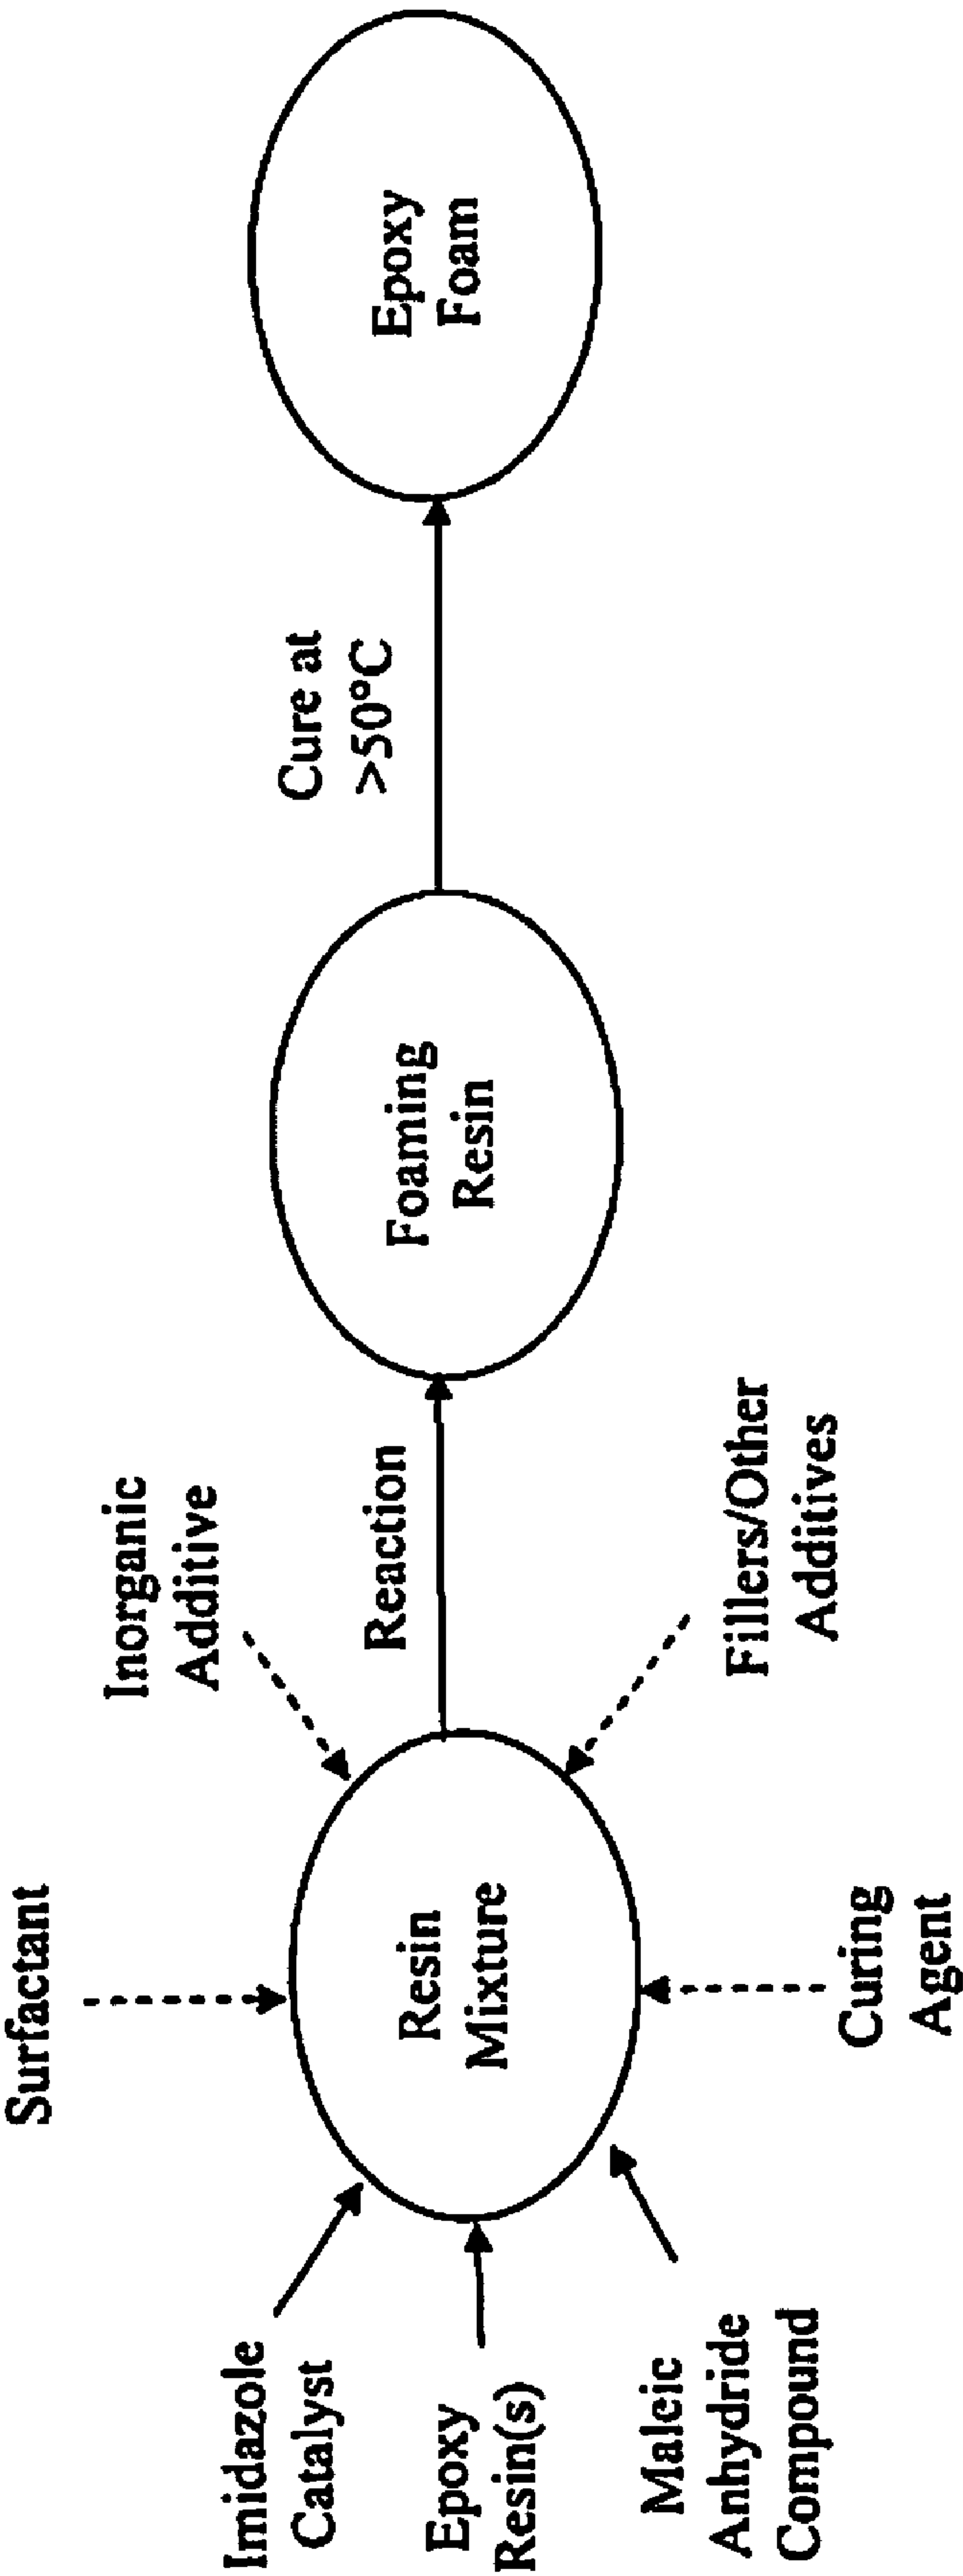 Surfactant
Inorganic
Additive
Imidazole
Catalyst
Epoxy
Resin(s)
Maleic
Anhydride
Compound
Curing
Agent
Fillers/Other
Additives
Resin
Mixture
Reaction
Foaming
Resin
Cure at
>50°C
Epoxy
Foam